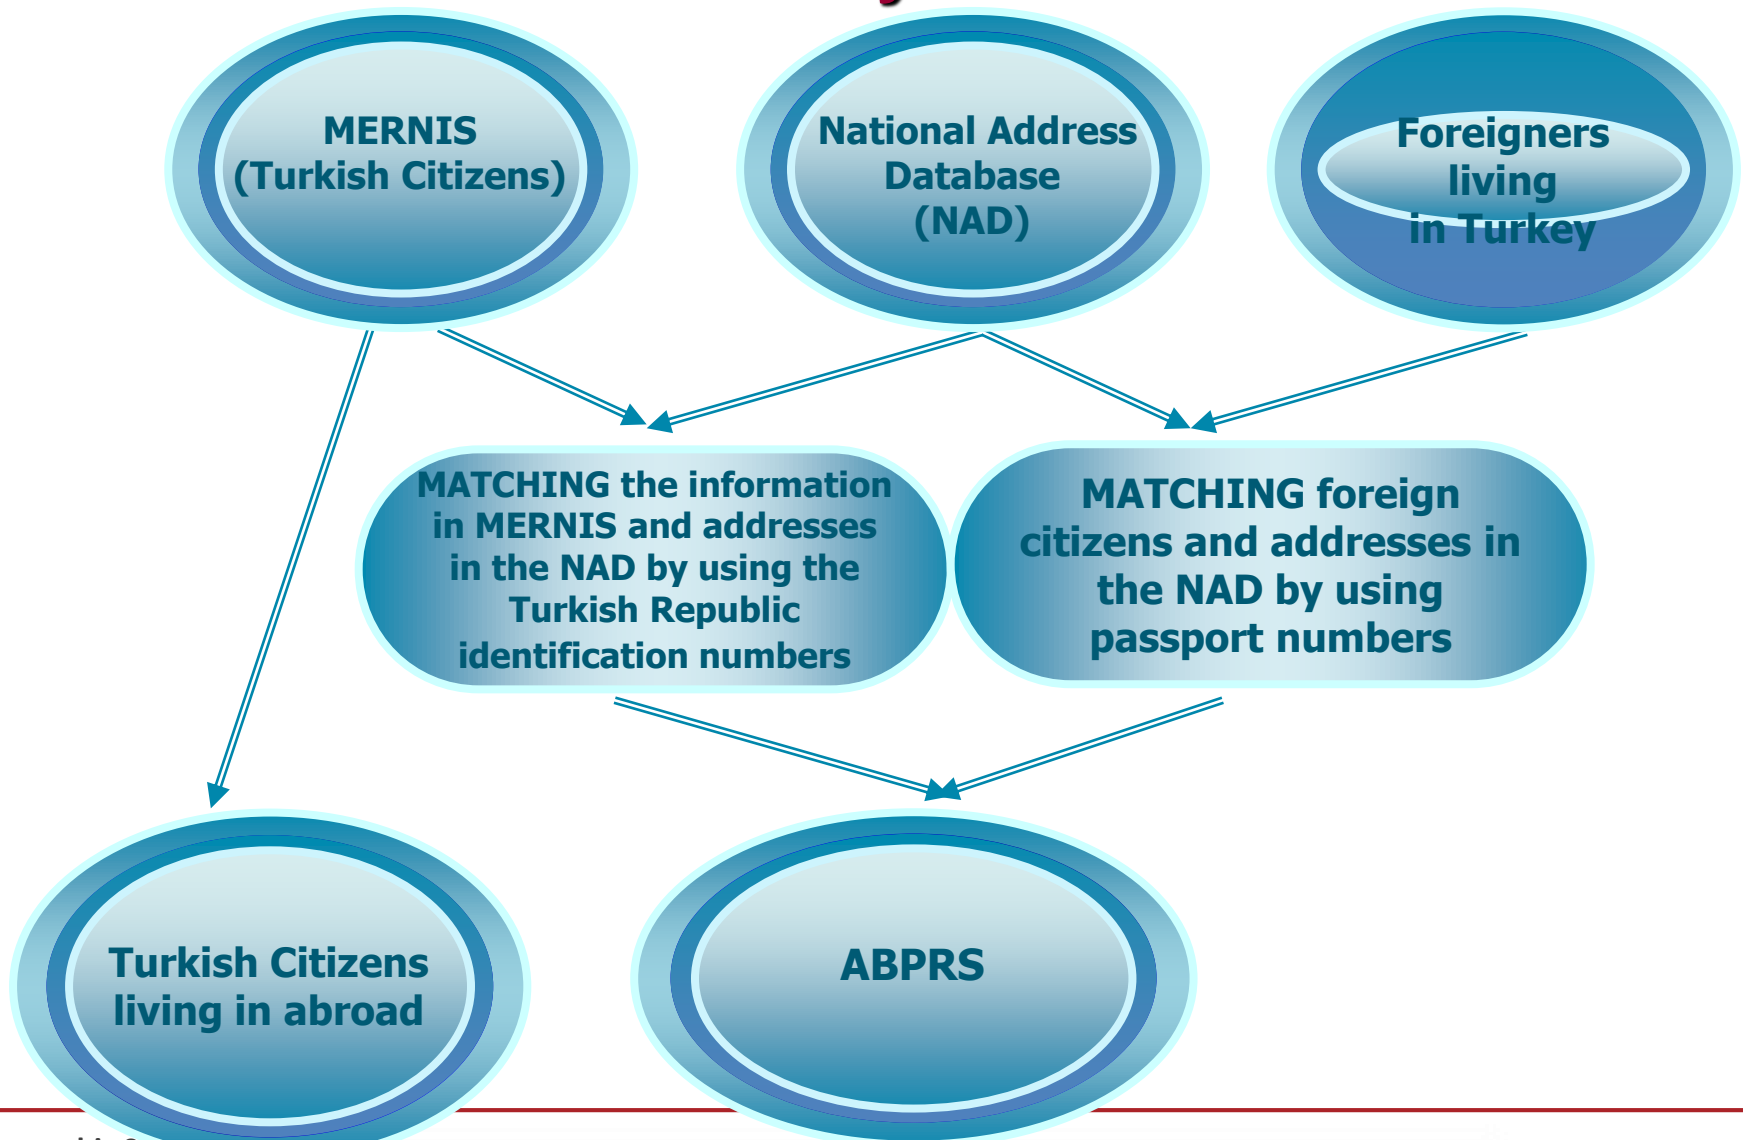 MERNIS
(Turkish Citizens)
National Address
Database
(NAD)
Foreigners
living
in Turkey
MATCHING the information
in MERNIS and addresses
in the NAD by using the
Turkish Republic
identification numbers
MATCHING foreign
citizens and addresses in
the NAD by using
passport numbers
Turkish Citizens
living in abroad
ABPRS